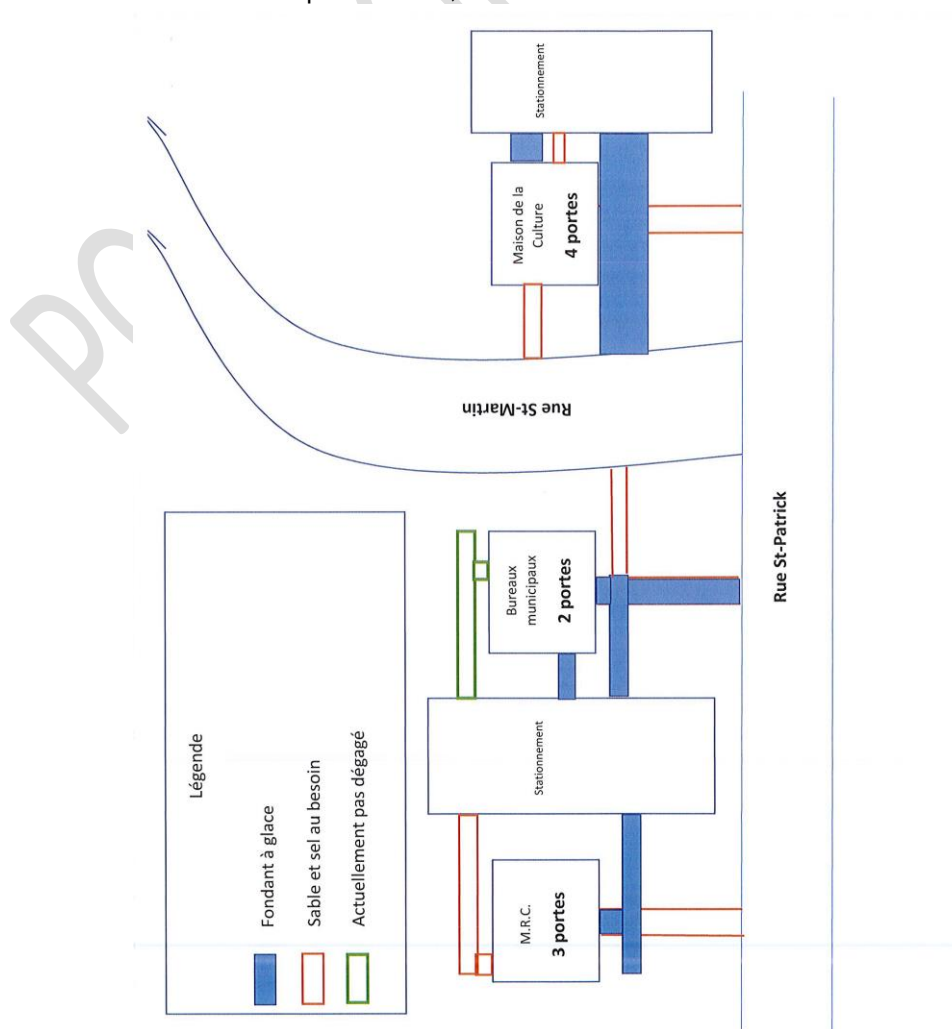 Légende
Fondant à glace
Sable et sel au besoin
Actuellement pas dégagé
M.R.C.
3 portes
Stationnement
Bureaux
municipaux
2 portes
Rue St-Martin
Maison de la
Culture
4 portes
Stationnement
Rue St-Patrick